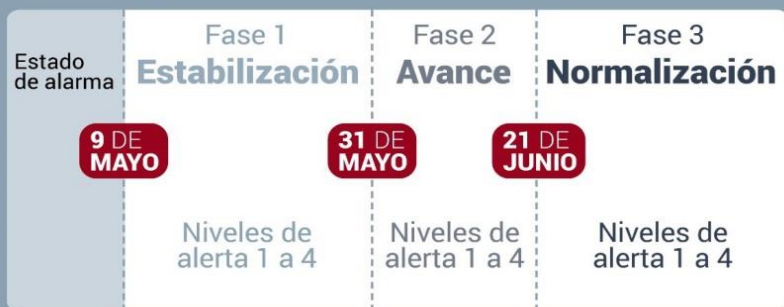 Estado
de alarma
Fase 1
Estabilización
Fase 2
Avance
Fase 3
Normalización
9 DE
MAYO
31 DE
MAYO
21 DE
JUNIO
Niveles de
alerta 1 a 4
Niveles de
alerta 1 a 4
Niveles de
alerta 1 a 4